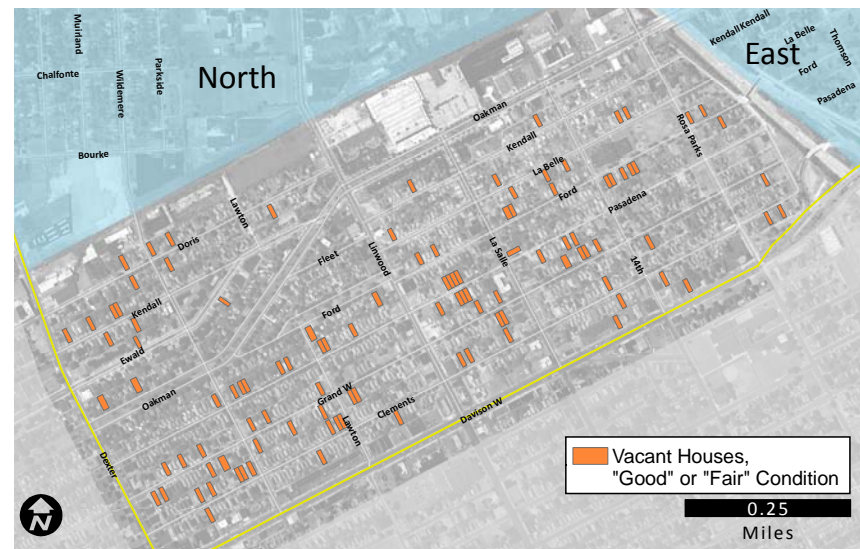 Muirland
Kendall Kendall
La Belle
Thomson
Chalfonte
Wildemere
Parkside
North
East
Ford
Pasadena
Oakman
Kendall
Rosa Parks
Bourke
La Belle
Ford
Pasadena
Lawton
Doris
Fleet
Linwood
La Salle
14th
Kendall
Ford
Ewald
Oakman
Grand W
Clements
Lawton
Davison W
Dexter
Vacant Houses,
"Good" or "Fair" Condition
N
0.25
Miles